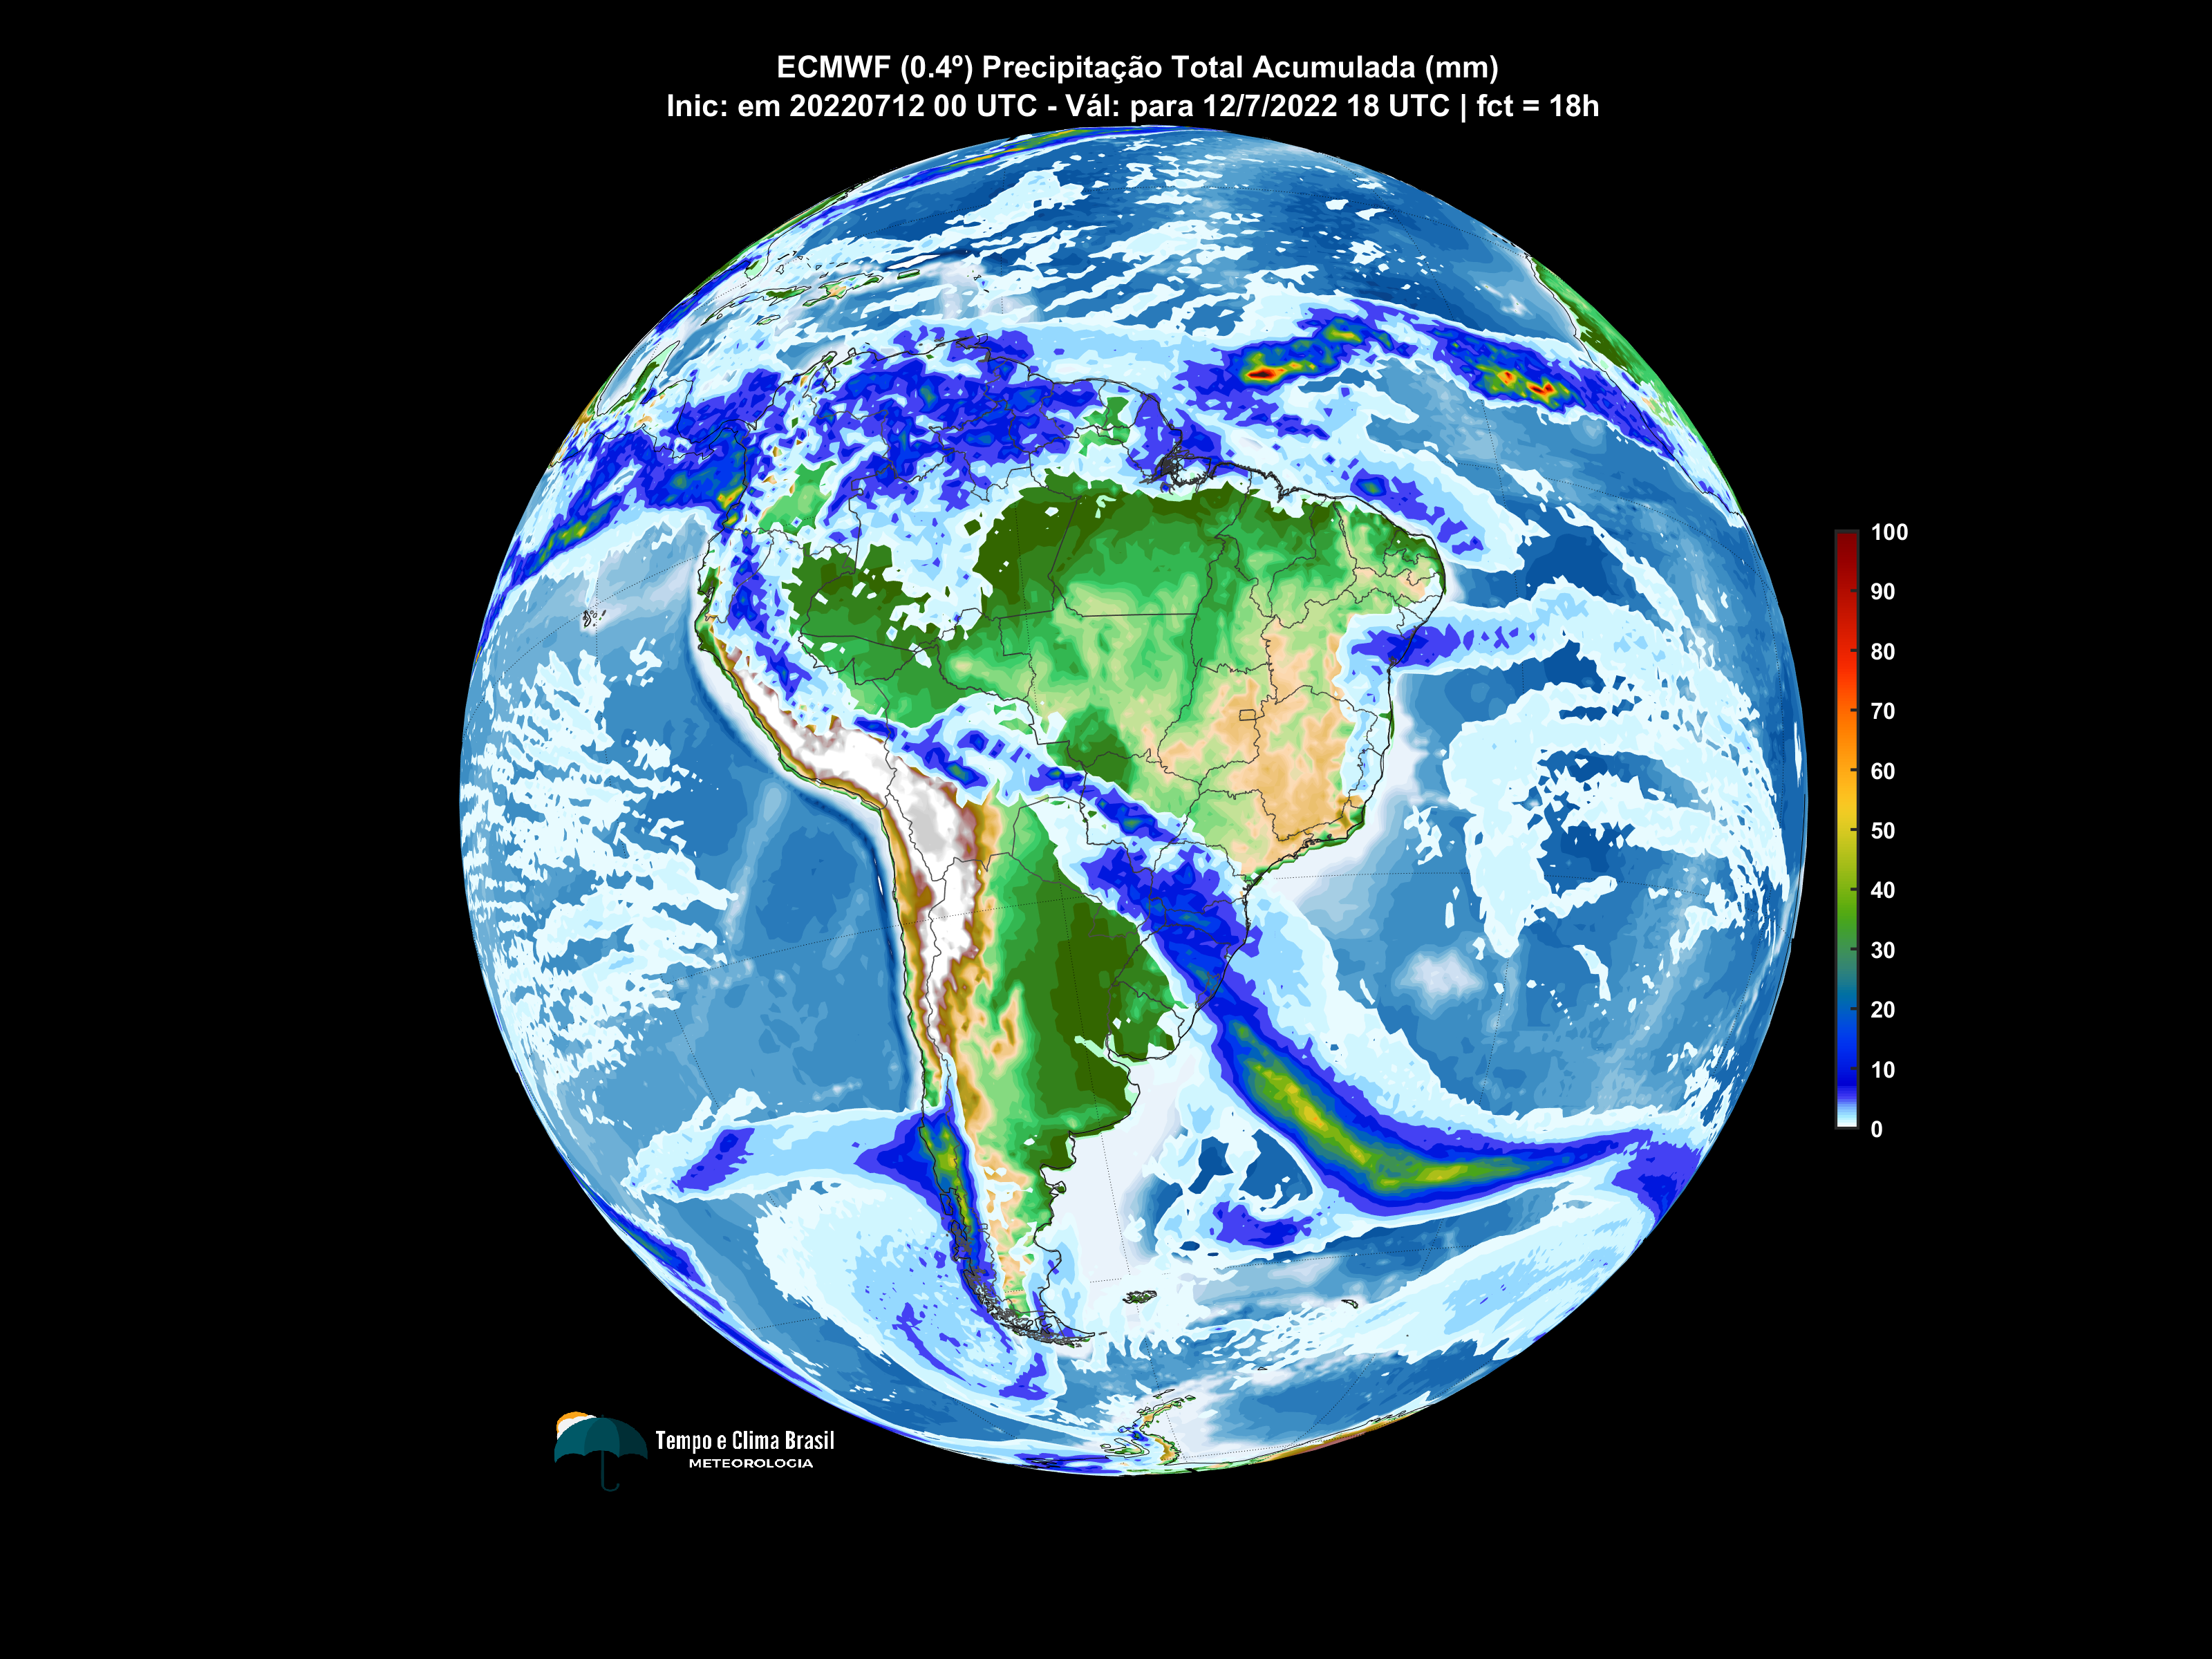 ECMWF (0.4º) Precipitação Total Acumulada (mm)
Inic: em 20220712 00 UTC - Vál: para 12/7/2022 18 UTC | fct = 18h
100
90
80
70
60
50
40
30
20
10
0
Tempo e Clima Brasil
METEOROLOGIA